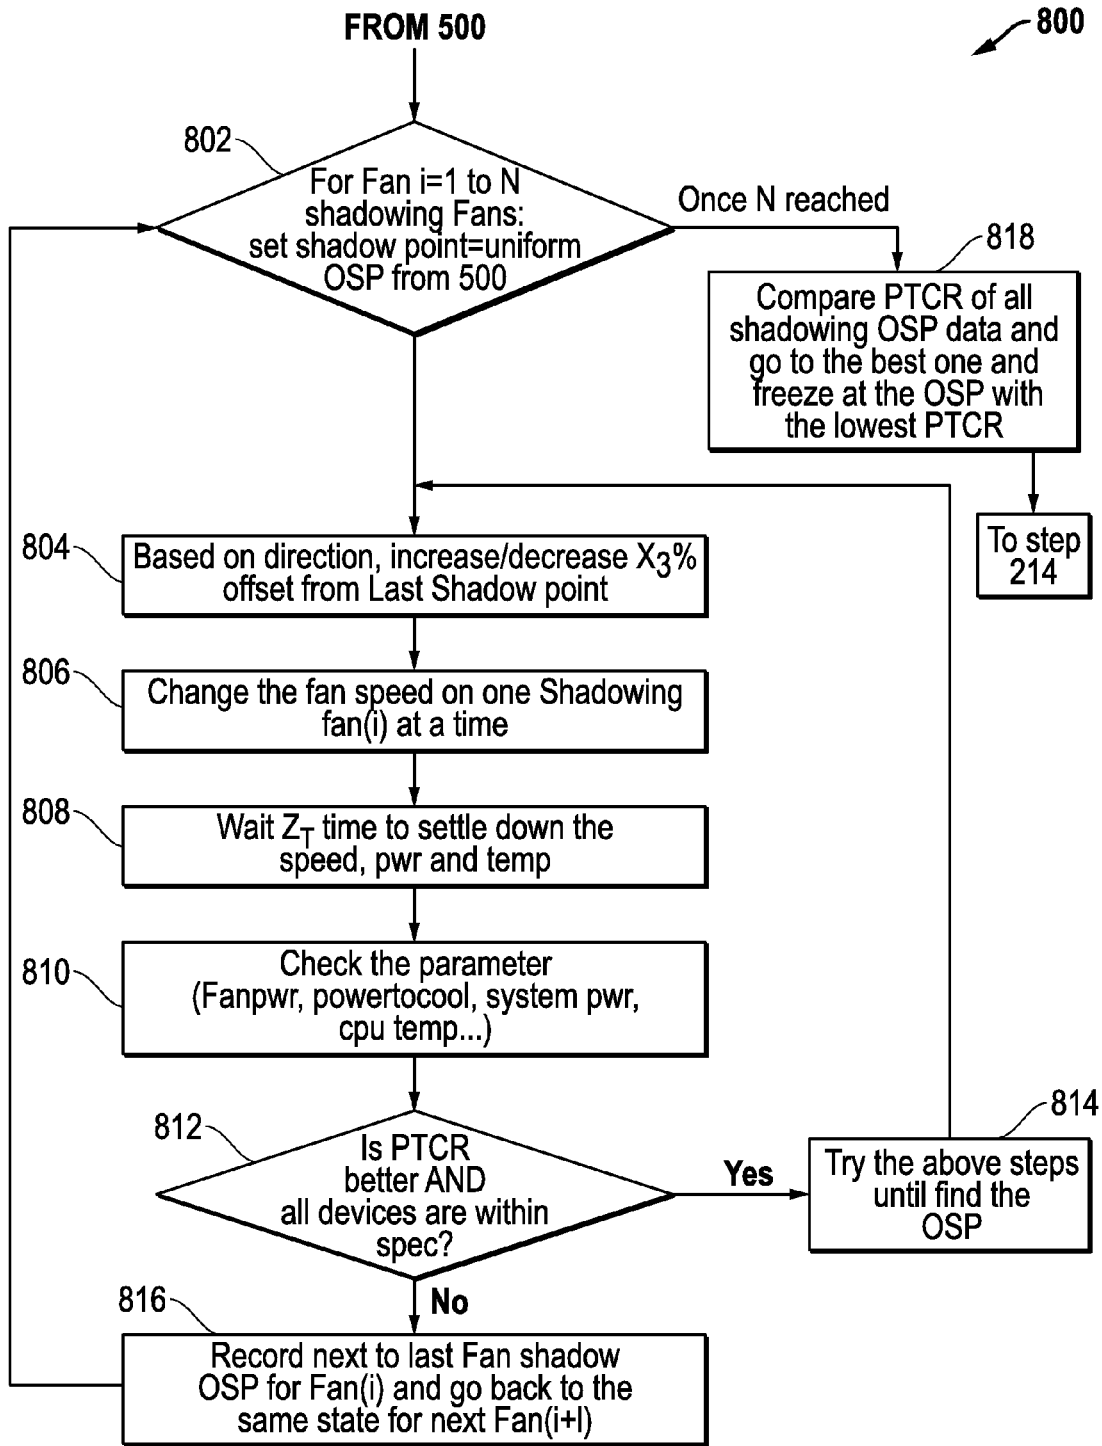 FROM 500
800
802
For Fan i=1 to N
shadowing Fans:
set shadow point=uniform
OSP from 500
Once N reached
818
Compare PTCR of all
shadowing OSP data and
go to the best one and
freeze at the OSP with
the lowest PTCR
To step
214
804
Based on direction, increase/decrease X3%
offset from Last Shadow point
806
Change the fan speed on one Shadowing
fan(i) at a time
808
Wait ZT time to settle down the
speed, pwr and temp
810
Check the parameter
(Fanpwr, powertocool, system pwr,
cpu temp...)
812
Is PTCR
better AND
all devices are within
spec?
Yes
814
Try the above steps
until find the
OSP
No
816
Record next to last Fan shadow
OSP for Fan(i) and go back to the
same state for next Fan(i+l)